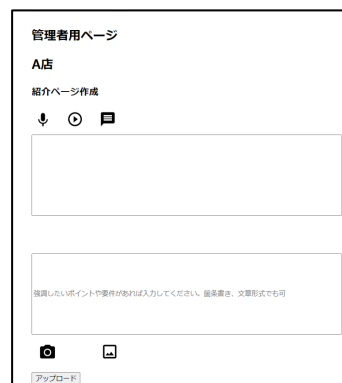 管理者用ページ
A店
紹介ページ作成
強調したいポイントや要件があれば入力してください。箇条書き、文章形式でも可
アップロード